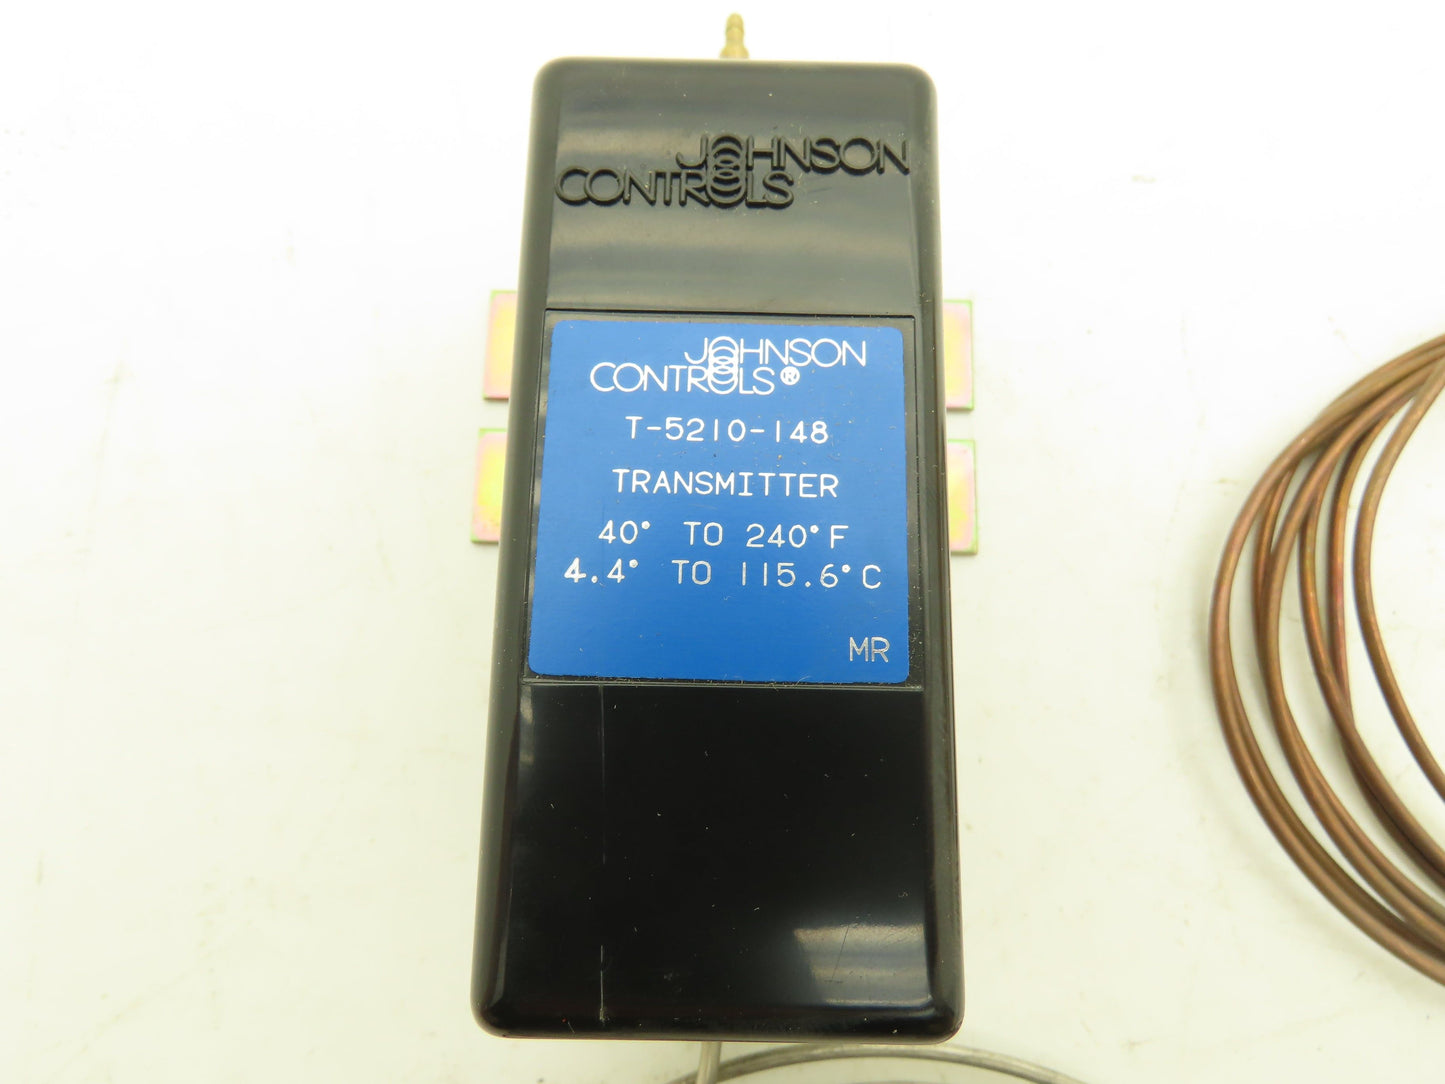 JOHNSON
CONTROLS
JOHNSON
CONTROLS®
T-5210-148
TRANSMITTER
40° TO 240°F
4.4° TO 115.6°C
MR